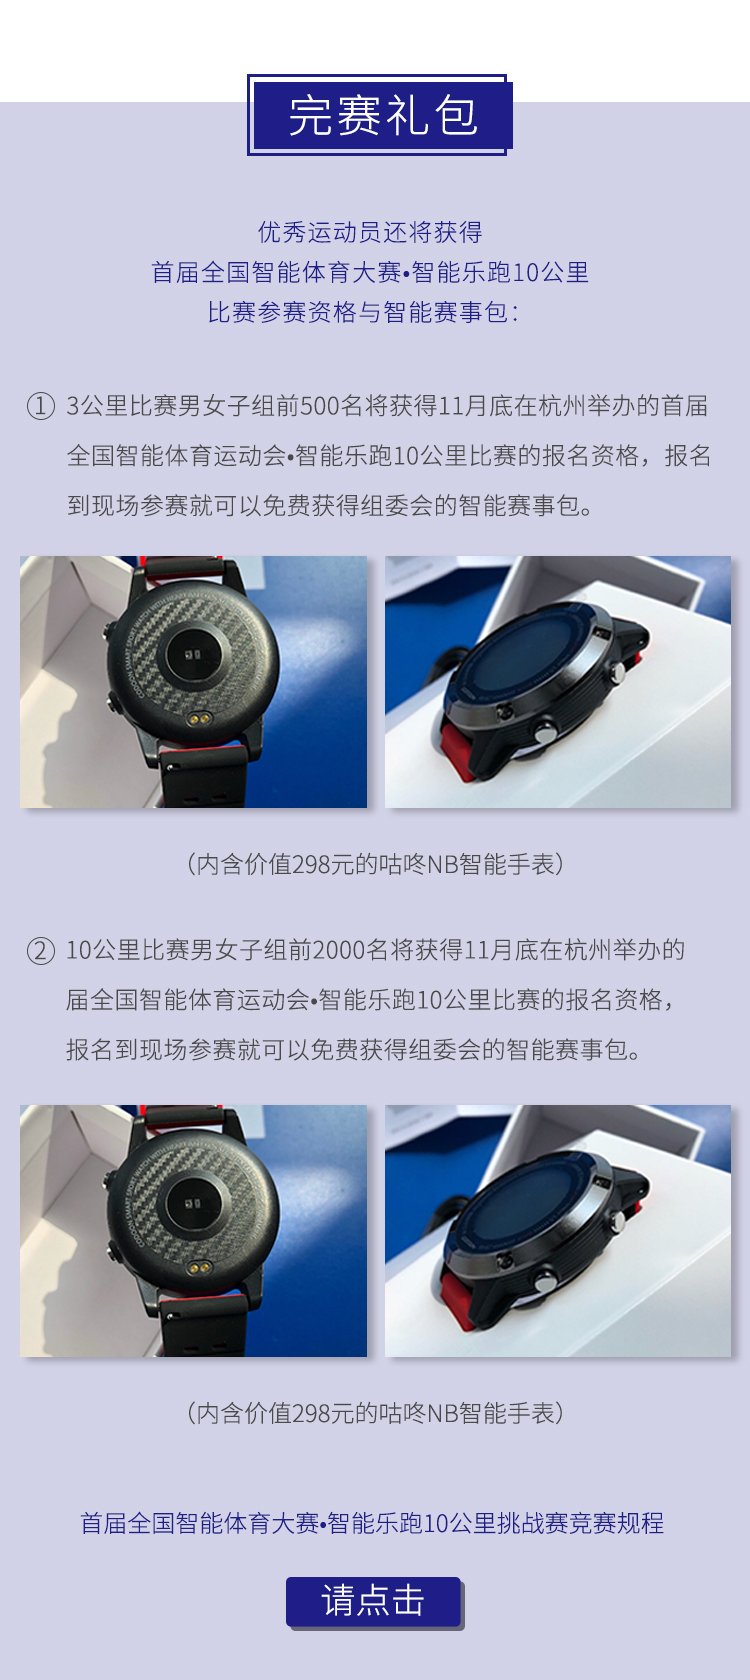 完赛礼包
优秀运动员还将获得
首届全国智能体育大赛•智能乐跑10公里
比赛参赛资格与智能赛事包：
① 3公里比赛男女子组前500名将获得11月底在杭州举办的首届
全国智能体育运动会•智能乐跑10公里比赛的报名资格，报名
到现场参赛就可以免费获得组委会的智能赛事包。
（内含价值298元的咕咚NB智能手表）
② 10公里比赛男女子组前2000名将获得11月底在杭州举办的
届全国智能体育运动会•智能乐跑10公里比赛的报名资格，
报名到现场参赛就可以免费获得组委会的智能赛事包。
（内含价值298元的咕咚NB智能手表）
首届全国智能体育大赛•智能乐跑10公里挑战赛竞赛规程
请点击